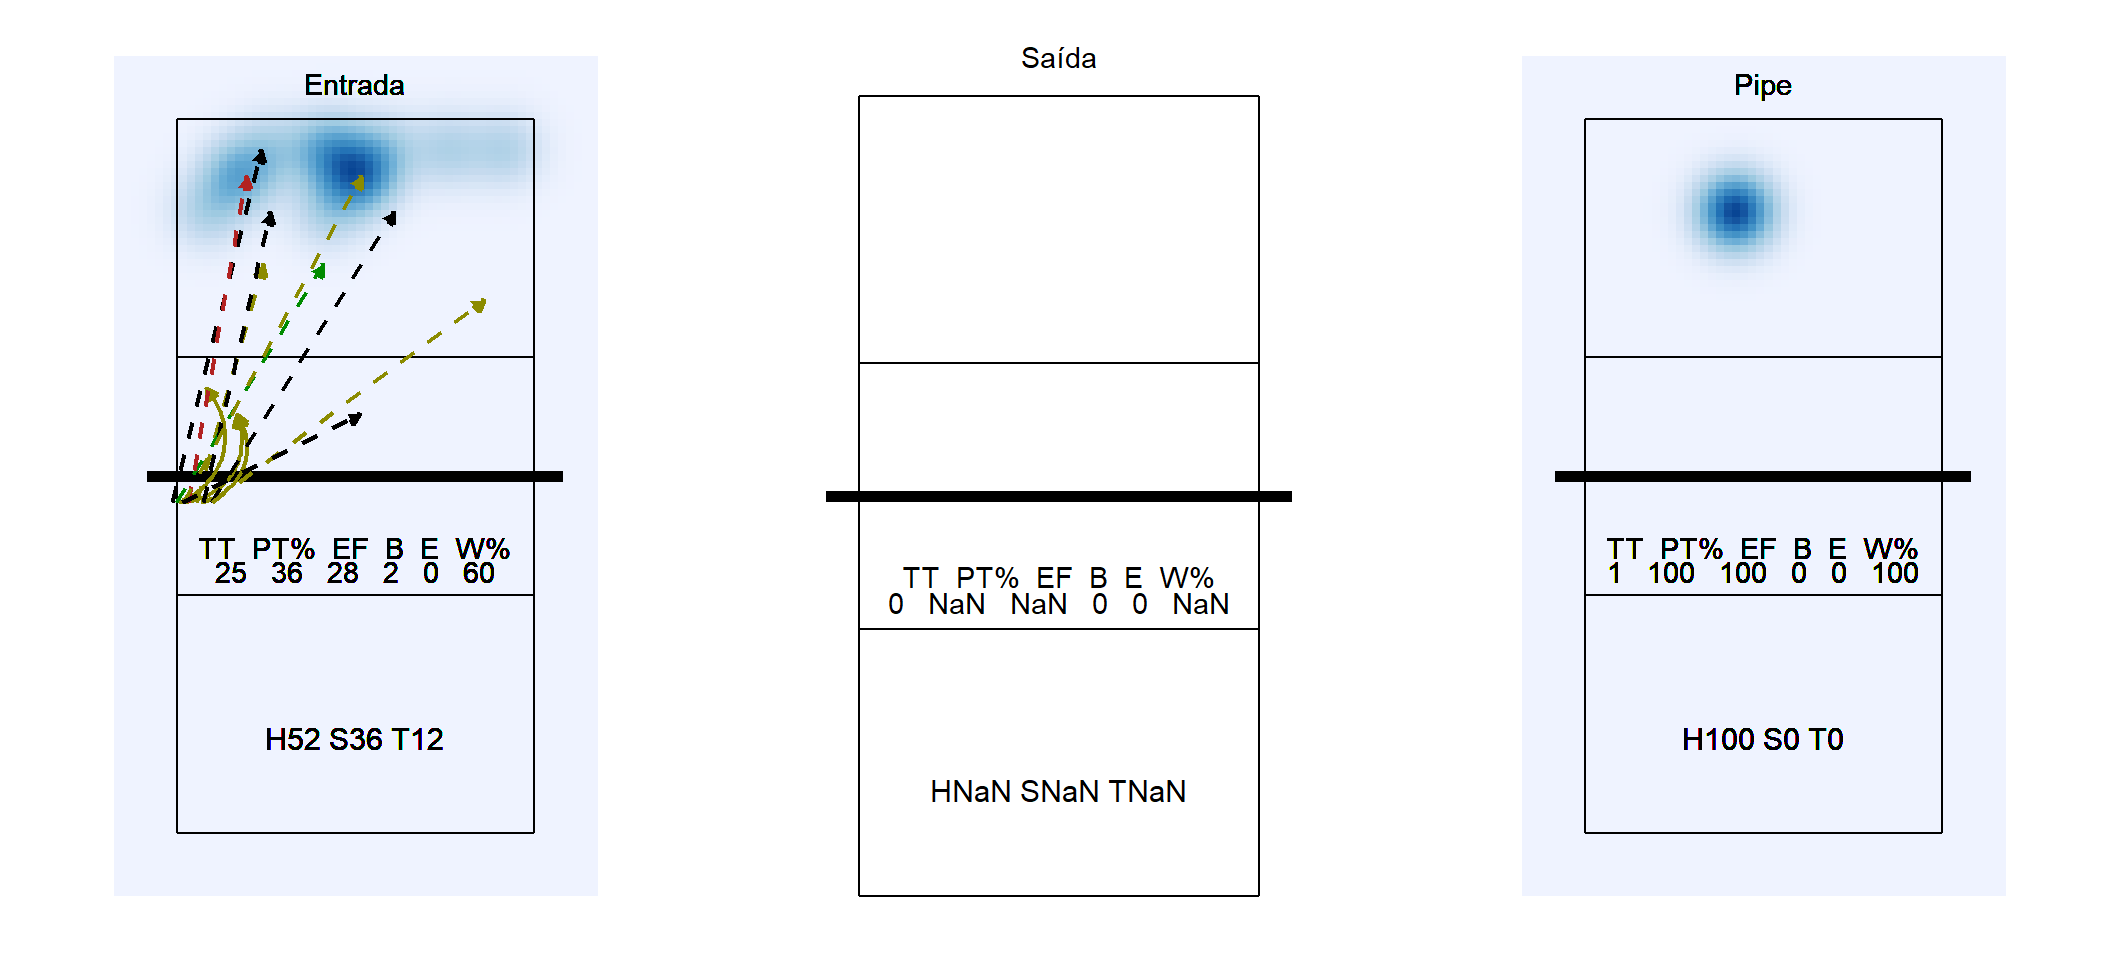 Entrada
TT PT% EF B E W%
25 36 28 2 0 60
H52 S36 T12
Saída
TT PT% EF B E W%
0 NaN NaN 0 0 NaN
HNaN SNaN TNaN
Pipe
TT PT% EF B E W%
1 100 100 0 0 100
H100 S0 T0